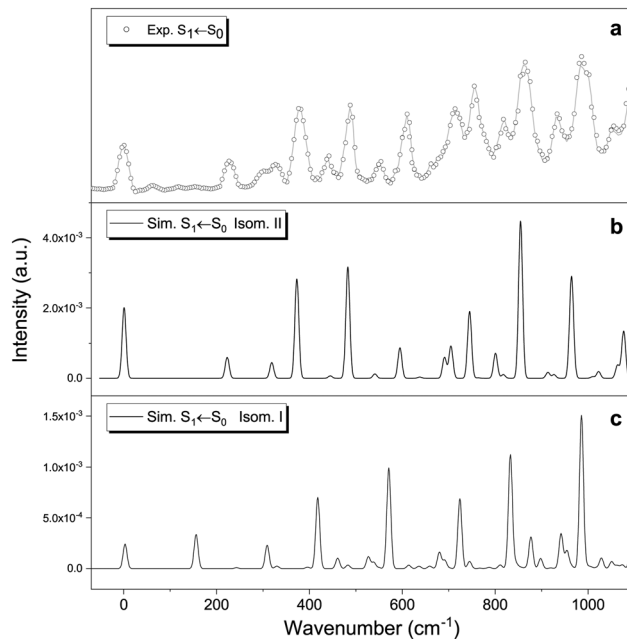 Exp. S1←S0
a
Sim. S1←S0 Isom. II
b
4.0x10-3
2.0x10-3
0.0
Sim. S1←S0 Isom. I
c
1.5x10-3
1.0x10-3
5.0x10-4
0.0
Intensity (a.u.)
0 200 400 600 800 1000
Wavenumber (cm-1)